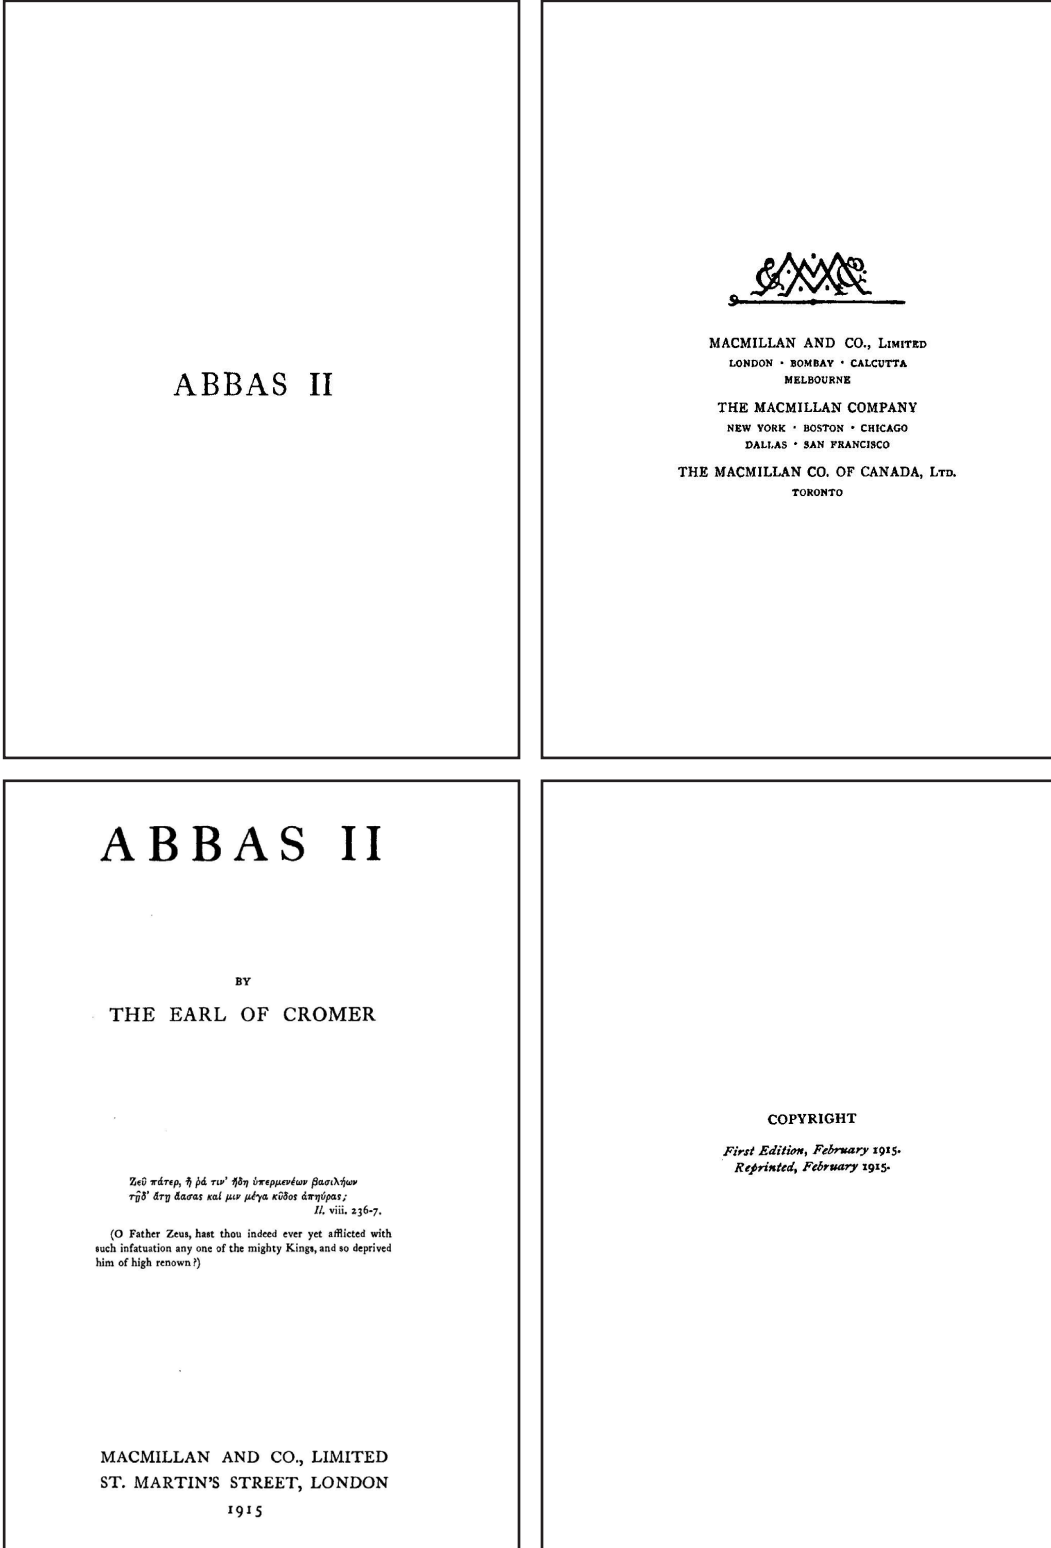 ABBAS II
MACMILLAN AND CO., LIMITED
LONDON · BOMBAY · CALCUTTA
MELBOURNE
THE MACMILLAN COMPANY
NEW YORK · BOSTON · CHICAGO
DALLAS · SAN FRANCISCO
THE MACMILLAN CO. OF CANADA, LTD.
TORONTO
ABBAS II
BY
THE EARL OF CROMER
Ζεῦ πάτερ, ἦ ῥά τιν' ἤδη ὑπερμενέων βασιλήων
τῇδ' ἄτῃ ἄασας καί μιν μέγα κῦδος ἀπηύρας;
Il. viii. 236-7.
(O Father Zeus, hast thou indeed ever yet afflicted with
such infatuation any one of the mighty Kings, and so deprived
him of high renown?)
MACMILLAN AND CO., LIMITED
ST. MARTIN'S STREET, LONDON
1915
COPYRIGHT
First Edition, February 1915.
Reprinted, February 1915.